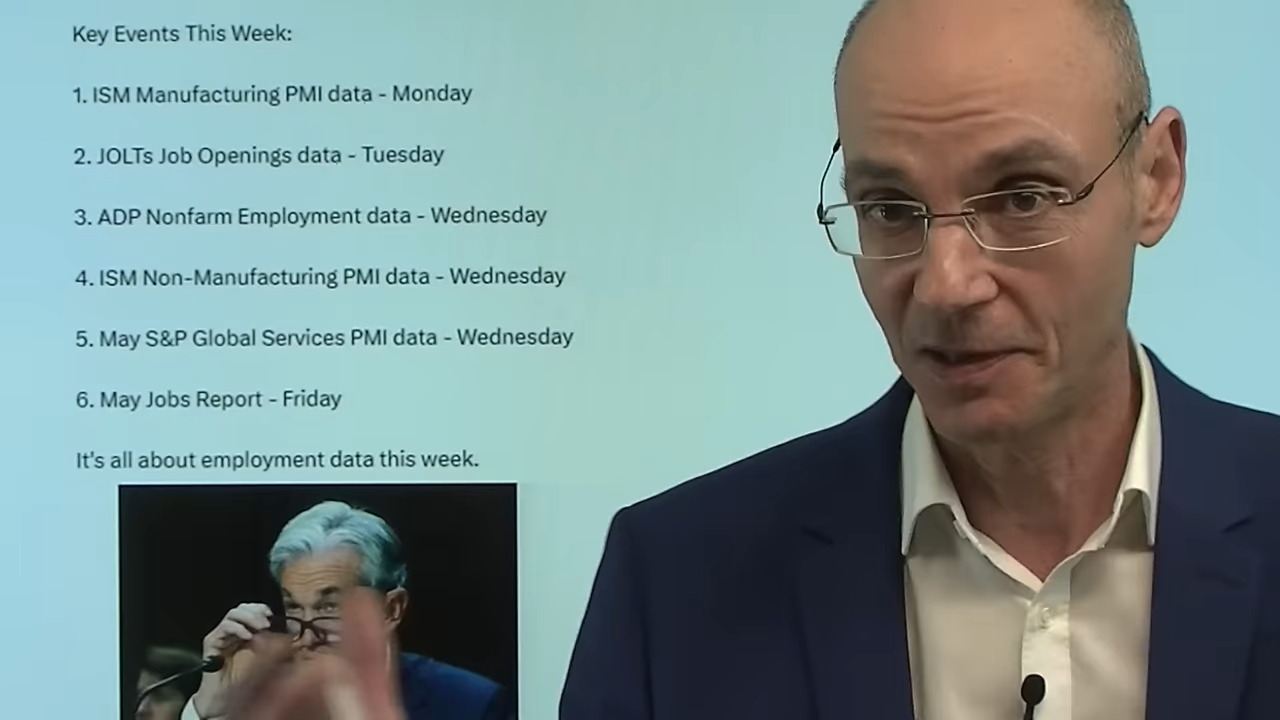 Key Events This Week:
1. ISM Manufacturing PMI data - Monday
2. JOLTs Job Openings data - Tuesday
3. ADP Nonfarm Employment data - Wednesday
4. ISM Non-Manufacturing PMI data - Wednesday
5. May S&P Global Services PMI data - Wednesday
6. May Jobs Report - Friday
It's all about employment data this week.